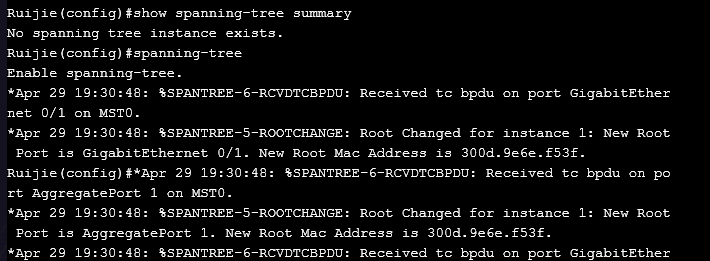 Ruijie(config)#show spanning-tree summary
No spanning tree instance exists.
Ruijie(config)#spanning-tree
Enable spanning-tree.
*Apr 29 19:30:48: %SPANTREE-6-RCVDTCBPDU: Received tc bpdu on port GigabitEther
net 0/1 on MST0.
*Apr 29 19:30:48: %SPANTREE-5-ROOTCHANGE: Root Changed for instance 1: New Root
 Port is GigabitEthernet 0/1. New Root Mac Address is 300d.9e6e.f53f.
Ruijie(config)#*Apr 29 19:30:48: %SPANTREE-6-RCVDTCBPDU: Received tc bpdu on po
rt AggregatePort 1 on MST0.
*Apr 29 19:30:48: %SPANTREE-5-ROOTCHANGE: Root Changed for instance 1: New Root
 Port is AggregatePort 1. New Root Mac Address is 300d.9e6e.f53f.
*Apr 29 19:30:48: %SPANTREE-6-RCVDTCBPDU: Received tc bpdu on port GigabitEther